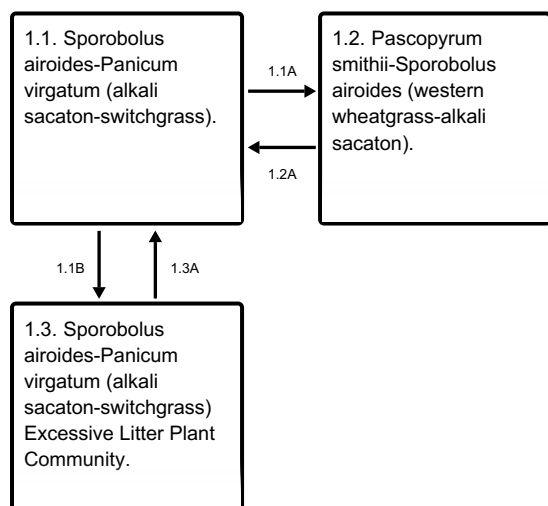 1.1. Sporobolus
airoides-Panicum
virgatum (alkali
sacaton-switchgrass).
1.1A
1.2. Pascopyrum
smithii-Sporobolus
airoides (western
wheatgrass-alkali
sacaton).
1.2A
1.1B
1.3A
1.3. Sporobolus
airoides-Panicum
virgatum (alkali
sacaton-switchgrass)
Excessive Litter Plant
Community.